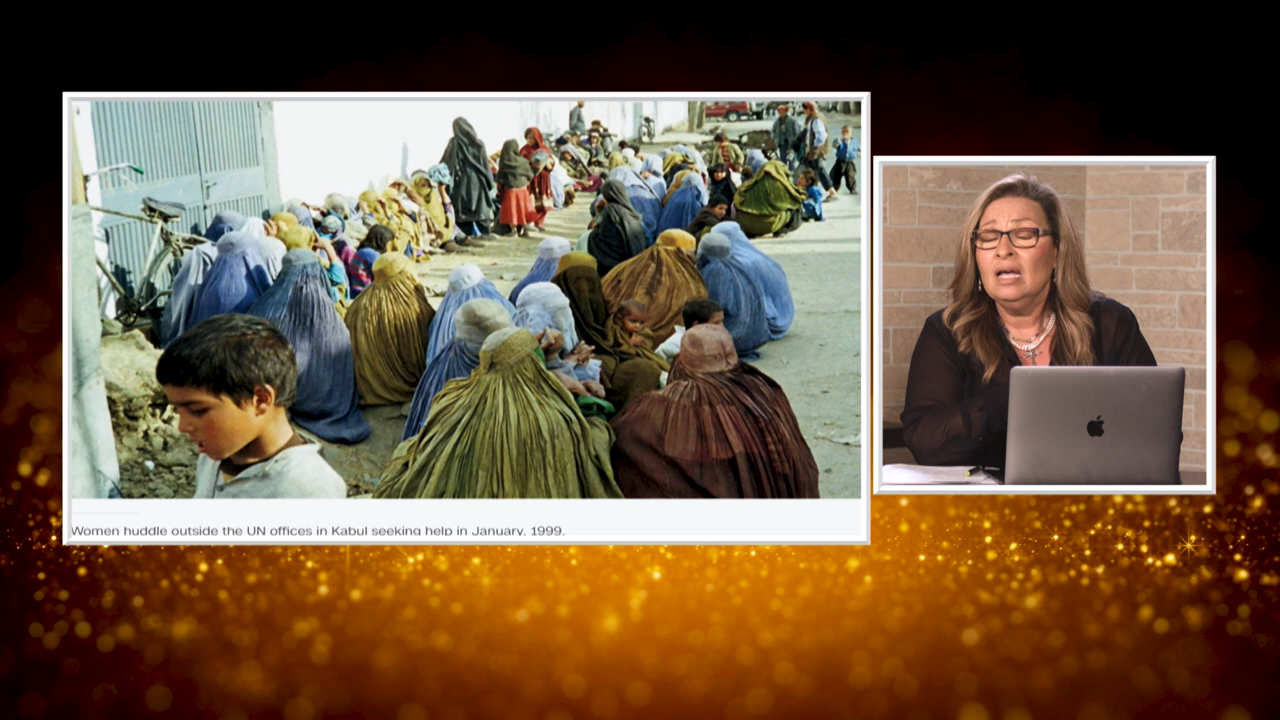 Women huddle outside the UN offices in Kabul seeking help in January, 1999.